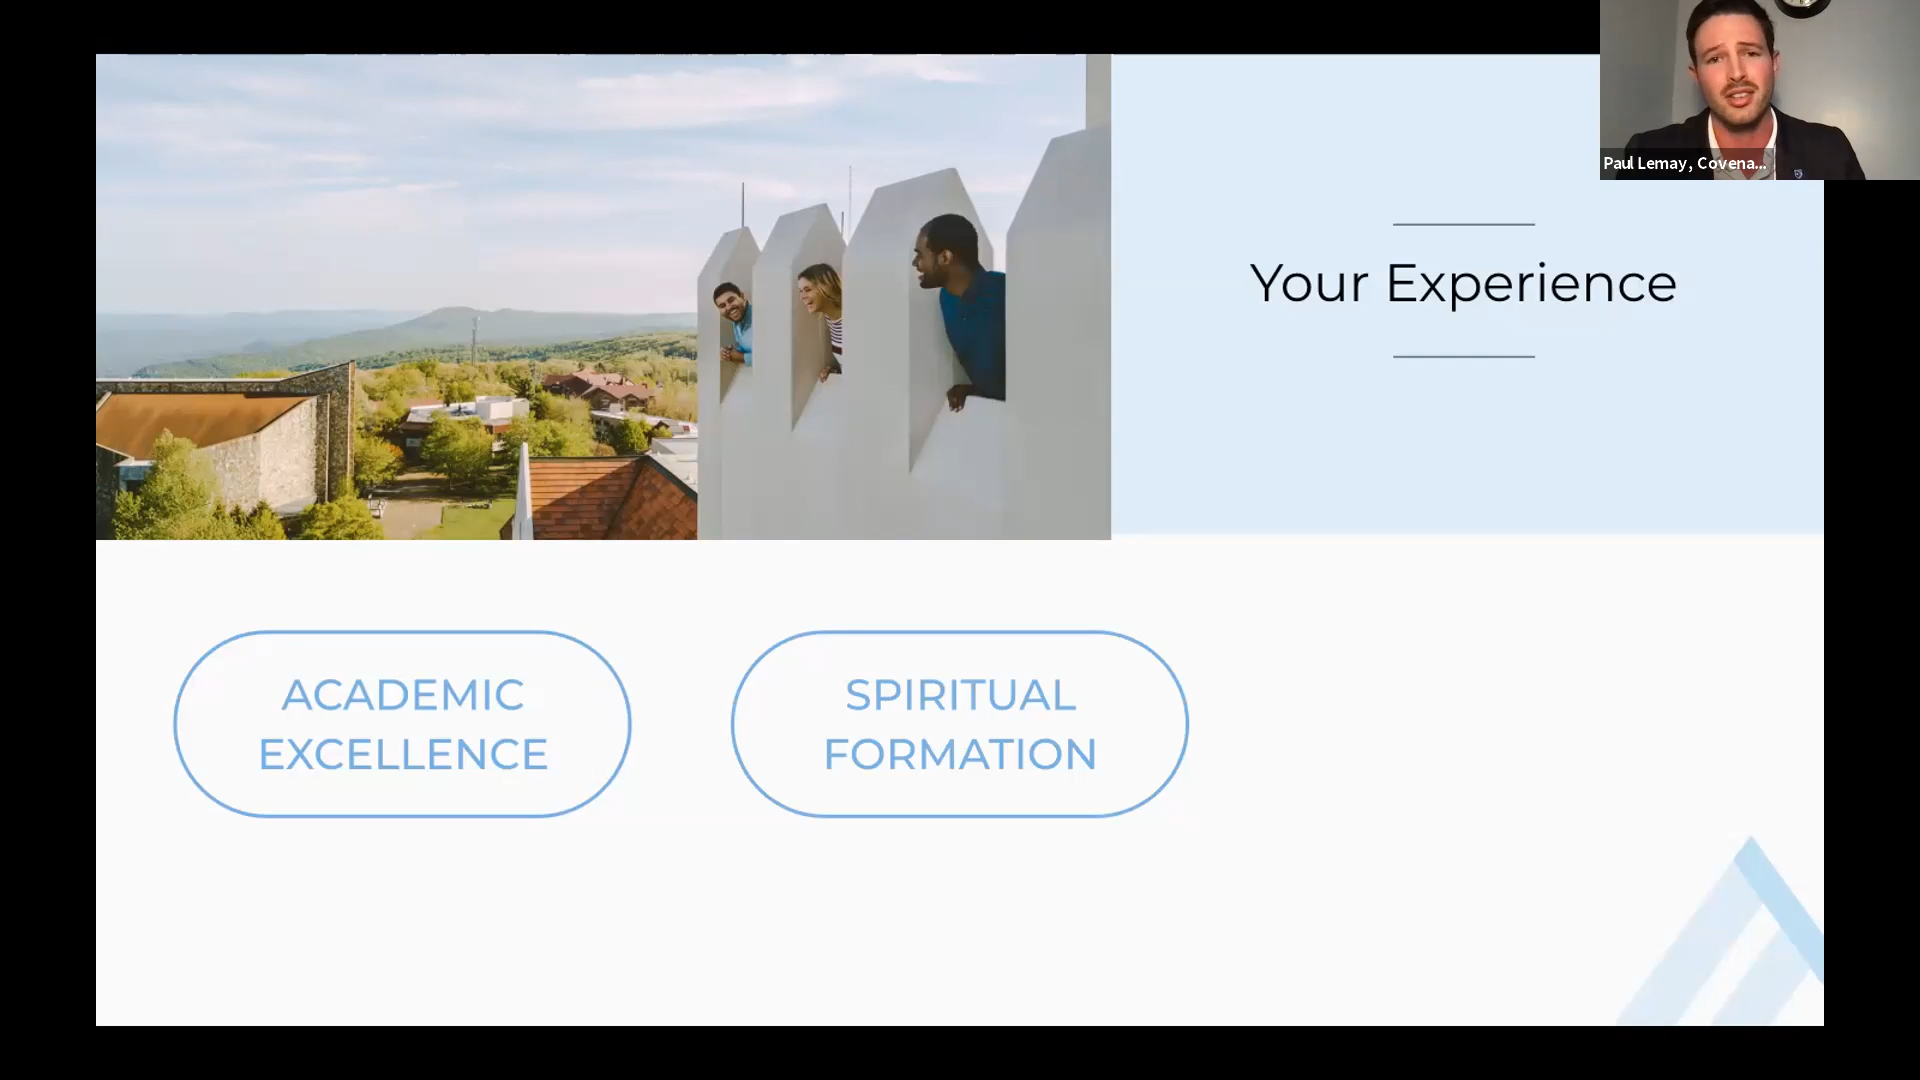 Paul Lemay, Covena...
Your Experience
ACADEMIC
EXCELLENCE
SPIRITUAL
FORMATION